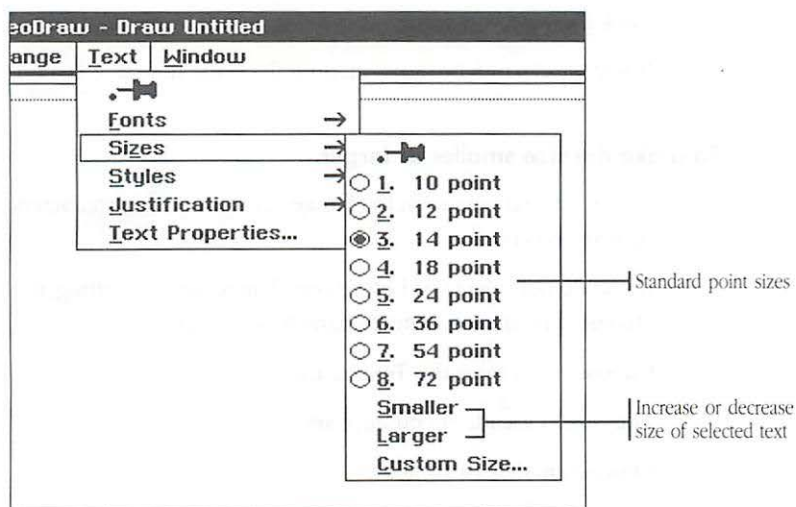 eoDraw - Draw Untitled
ange Text Window
Fonts
Sizes
Styles
Justification
Text Properties...
1. 10 point
2. 12 point
3. 14 point
4. 18 point
5. 24 point
6. 36 point
7. 54 point
8. 72 point
Smaller
Larger
Custom Size...
Standard point sizes
Increase or decrease
size of selected text